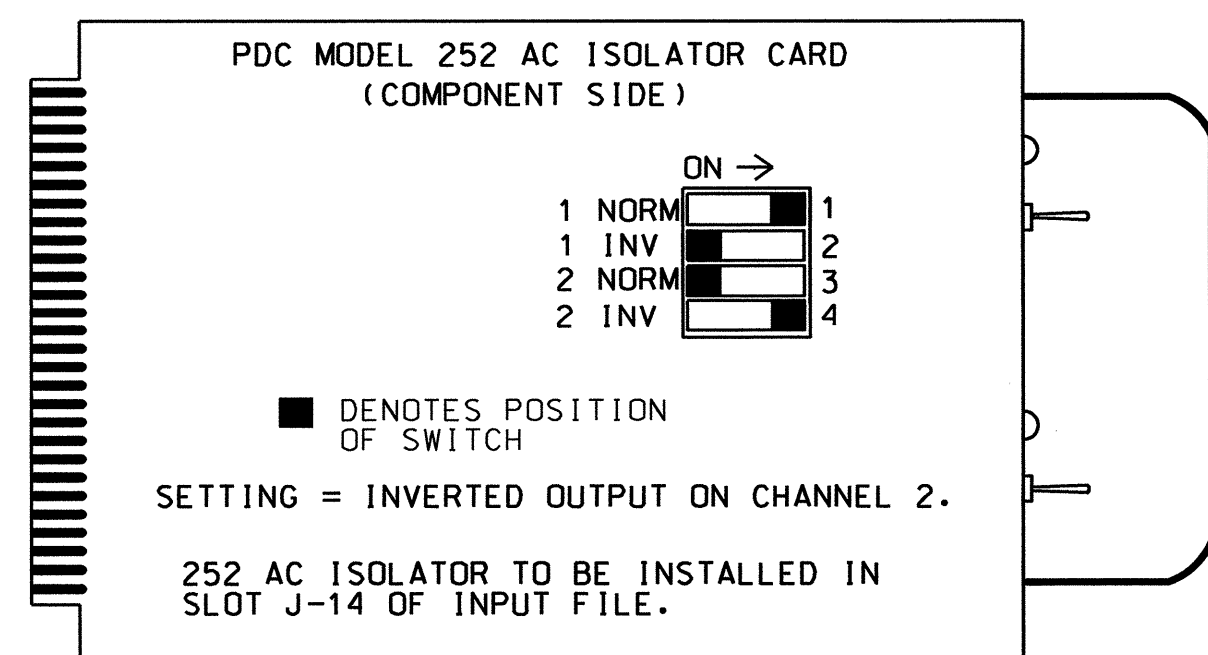 PDC MODEL 252 AC ISOLATOR CARD
(COMPONENT SIDE)
ON →
1 NORM 1
1 INV 2
2 NORM 3
2 INV 4
DENOTES POSITION
OF SWITCH
SETTING = INVERTED OUTPUT ON CHANNEL 2.
252 AC ISOLATOR TO BE INSTALLED IN
SLOT J-14 OF INPUT FILE.